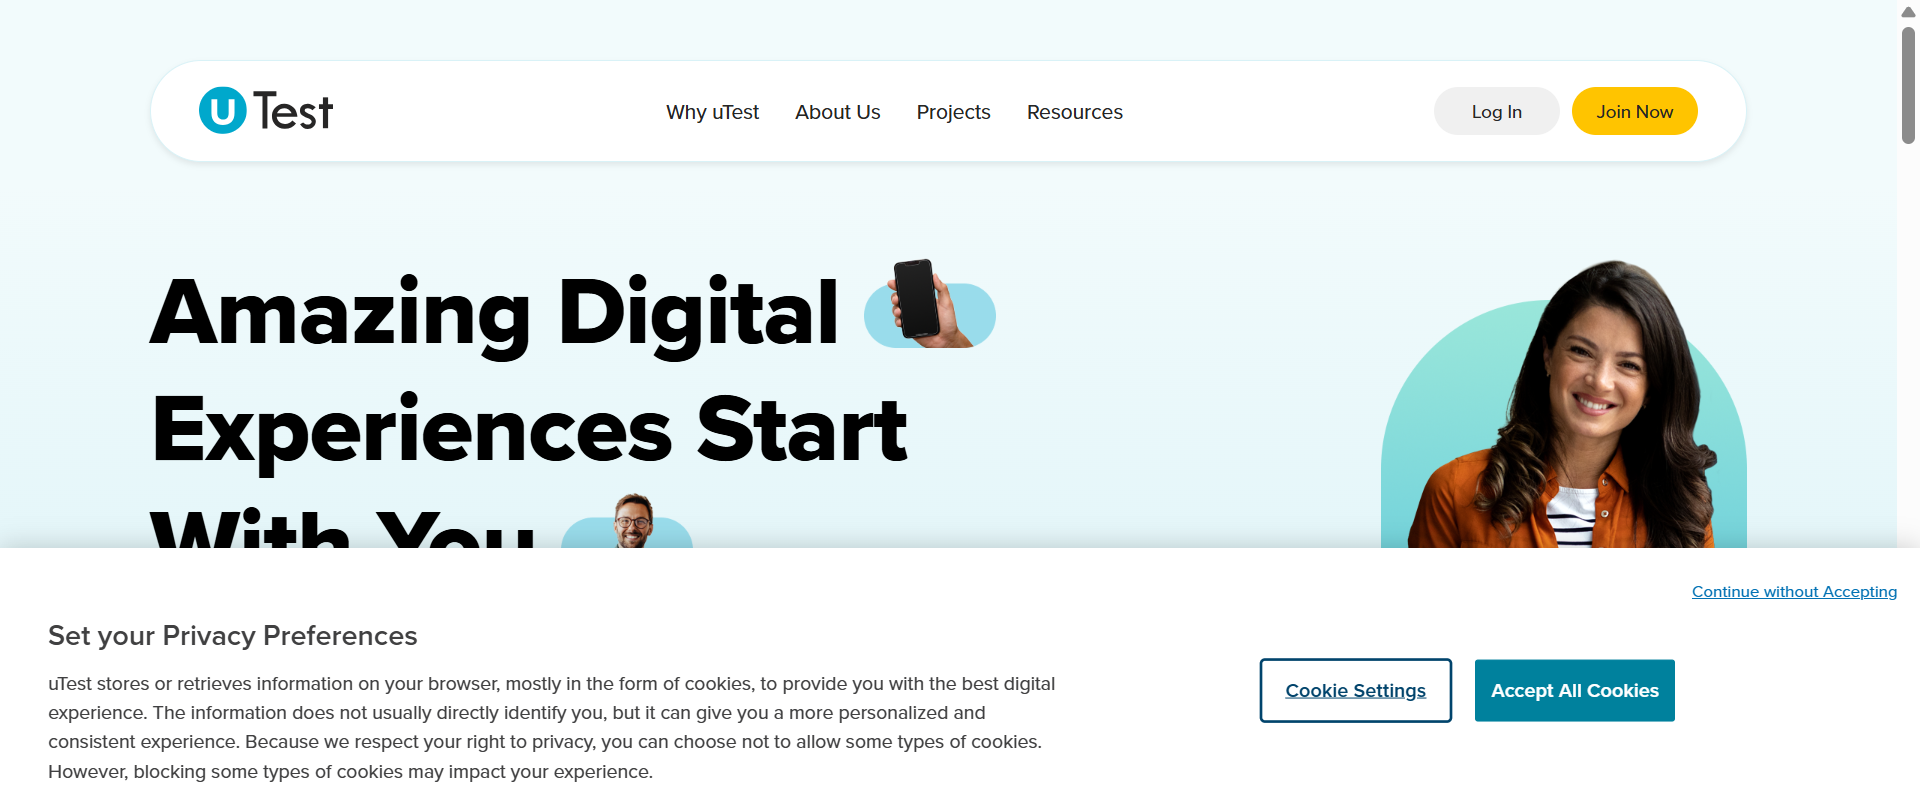 uTest
Why uTest
About Us
Projects
Resources
Log In
Join Now
Amazing Digital
Experiences Start
With You
Continue without Accepting
Set your Privacy Preferences
uTest stores or retrieves information on your browser, mostly in the form of cookies, to provide you with the best digital
experience. The information does not usually directly identify you, but it can give you a more personalized and
consistent experience. Because we respect your right to privacy, you can choose not to allow some types of cookies.
However, blocking some types of cookies may impact your experience.
Cookie Settings
Accept All Cookies